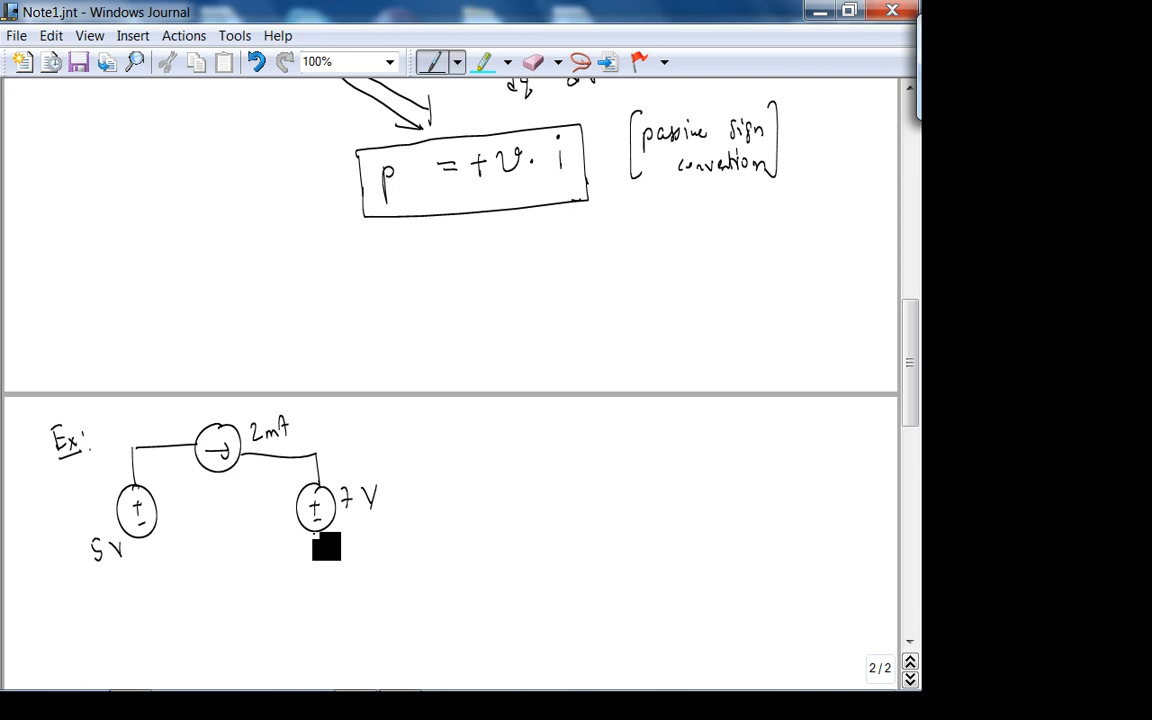 Note1.jnt - Windows Journal
File Edit View Insert Actions Tools Help
100%
p = + v . i
[passive sign
convention]
Ex:
2mA
7 V
5 V
2 / 2